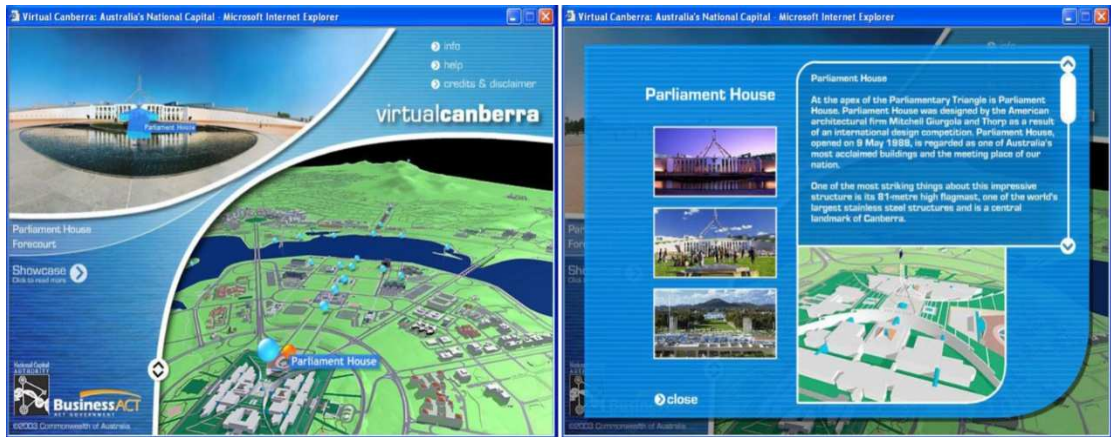 Virtual Canberra: Australia's National Capital - Microsoft Internet Explorer
info
help
credits & disclaimer
virtualcanberra
Parliament House
Parliament House
Forecourt
Showcase
Click to read more
Parliament House
National Capital
AUTHORITY
BusinessACT
ACT GOVERNMENT
©2003 Commonwealth of Australia
Virtual Canberra: Australia's National Capital - Microsoft Internet Explorer
Parliament House
Parliament House
At the apex of the Parliamentary Triangle is Parliament
House. Parliament House was designed by the American
architectural firm Mitchell Giurgola and Thorp as a result
of an international design competition. Parliament House,
opened on 9 May 1988, is regarded as one of Australia's
most acclaimed buildings and the meeting place of our
nation.
One of the most striking things about this impressive
structure is its 81-metre high flagmast, one of the world's
largest stainless steel structures and is a central
landmark of Canberra.
close
©2003 Commonwealth of Australia